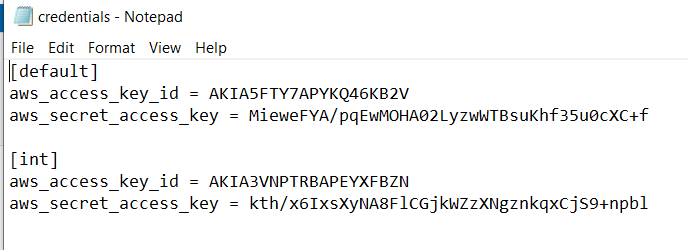 credentials - Notepad
File Edit Format View Help
[default]
aws_access_key_id = AKIA5FTY7APYKQ46KB2V
aws_secret_access_key = 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
[int]
aws_access_key_id = AKIA3VNPTRBAPEYXFBZN
aws_secret_access_key = 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